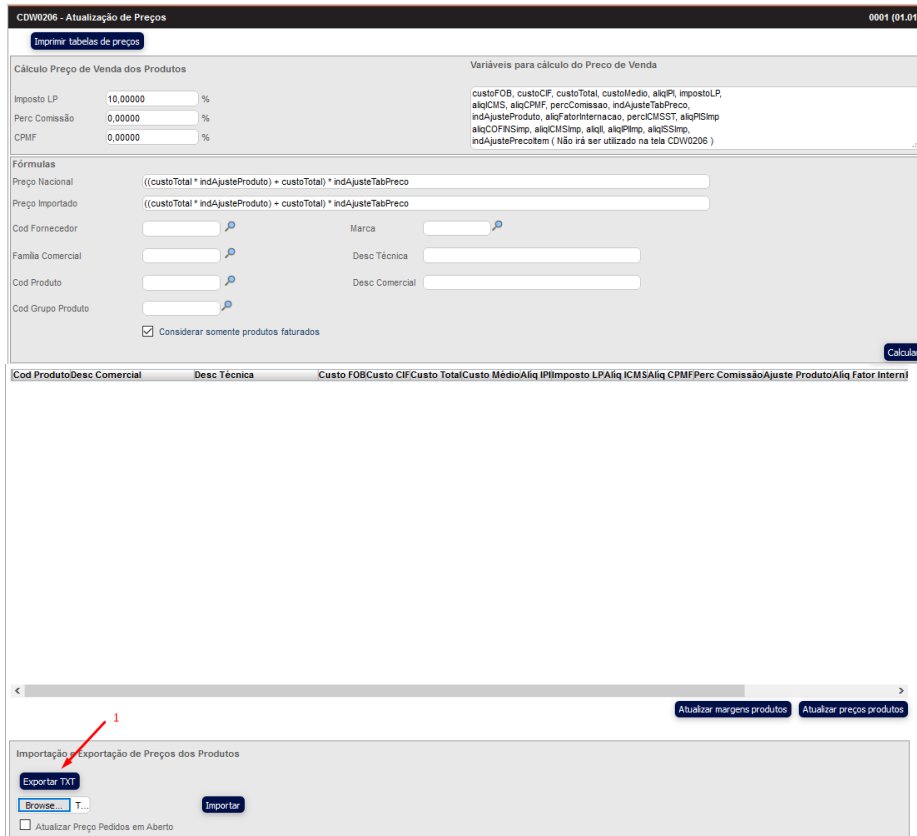 CDW0206 - Atualização de Preços 0001 (01.01
Imprimir tabelas de preços
Cálculo Preço de Venda dos Produtos
Variáveis para cálculo do Preco de Venda
Imposto LP 10,00000 %
Perc Comissão 0,00000 %
CPMF 0,00000 %
custoFOB, custoCIF, custoTotal, custoMedio, aliqIPI, impostoLP,
aliqICMS, aliqCPMF, percComissao, indAjusteTabPreco,
indAjusteProduto, aliqFatorInternacao, percICMSST, aliqPISImp
aliqCOFINSimp, aliqICMSImp, aliqII, aliqIPIImp, aliqISSImp,
indAjustePrecoItem ( Não irá ser utilizado na tela CDW0206 )
Fórmulas
Preço Nacional ((custoTotal * indAjusteProduto) + custoTotal) * indAjusteTabPreco
Preço Importado ((custoTotal * indAjusteProduto) + custoTotal) * indAjusteTabPreco
Cod Fornecedor Marca
Família Comercial Desc Técnica
Cod Produto Desc Comercial
Cod Grupo Produto
Considerar somente produtos faturados
Calcular
Cod Produto Desc Comercial Desc Técnica Custo FOB Custo CIF Custo Total Custo Médio Alíq IPI Imposto LP Alíq ICMS Alíq CPMF Perc Comissão Ajuste Produto Alíq Fator Intern
Atualizar margens produtos Atualizar preços produtos
1
Importação e Exportação de Preços dos Produtos
Exportar TXT
Browse... T... Importar
Atualizar Preço Pedidos em Aberto